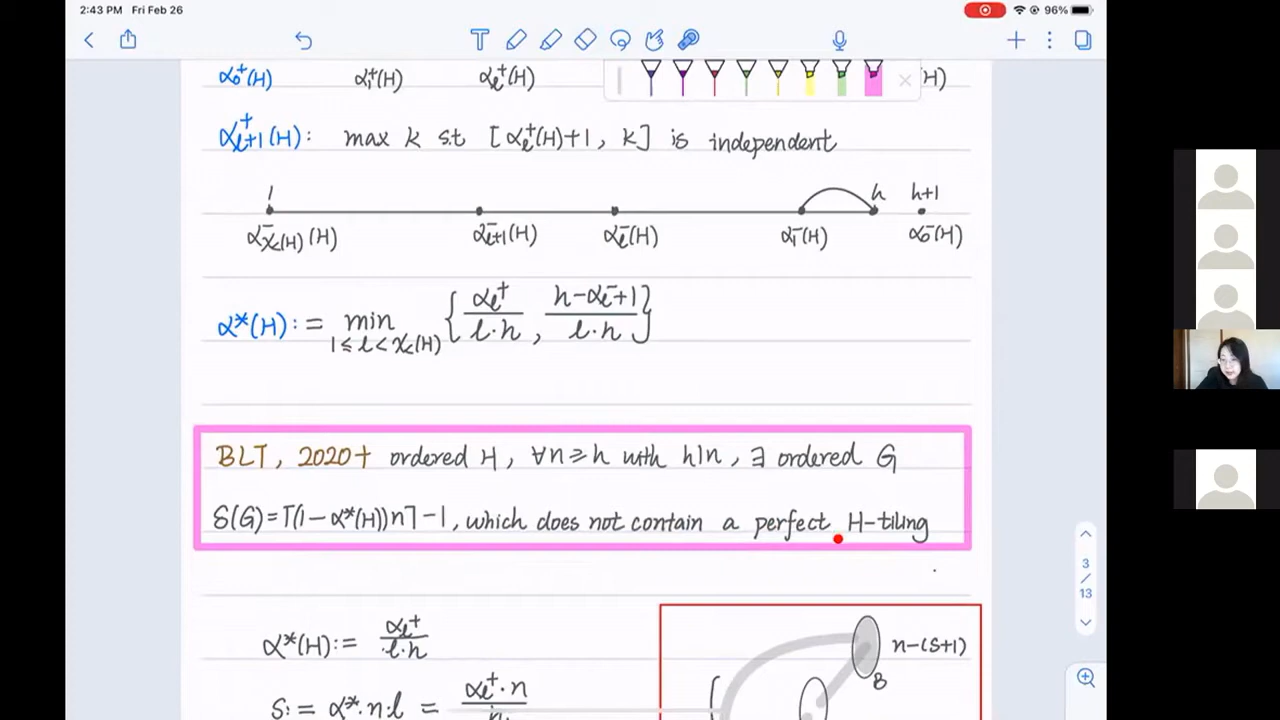 2:43 PM Fri Feb 26
96%
α₀⁺(H) α₁⁺(H) αℓ⁺(H) (H)
αℓ₊₁⁺(H): max k s.t [αℓ⁺(H)+1, k] is independent
1 h h+1
α⁻χ<(H)(H) α⁻ℓ+1(H) αℓ⁻(H) α₁⁻(H) α₀⁻(H)
α*(H): = min 1≤ℓ<χ<(H) { αℓ⁺/ℓ·h , h-αℓ⁻+1/ℓ·h }
BLT, 2020+ ordered H, ∀n≥h with h|n, ∃ ordered G
δ(G)=⌈(1-α*(H))n⌉-1, which does not contain a perfect H-tiling
3
/
13
α*(H):= αℓ⁺/ℓ·h
n-(s+1)
B
S:= α*·n·ℓ = αℓ⁺·n/h